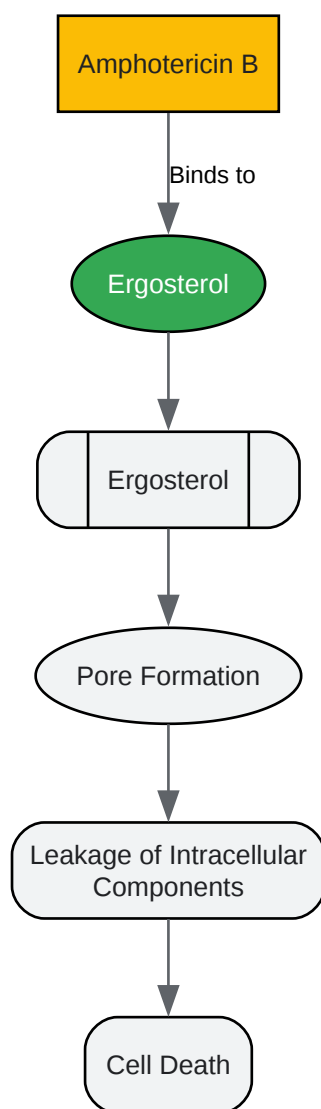 Amphotericin B
Binds to
Ergosterol
Ergosterol
Pore Formation
Leakage of Intracellular
Components
Cell Death